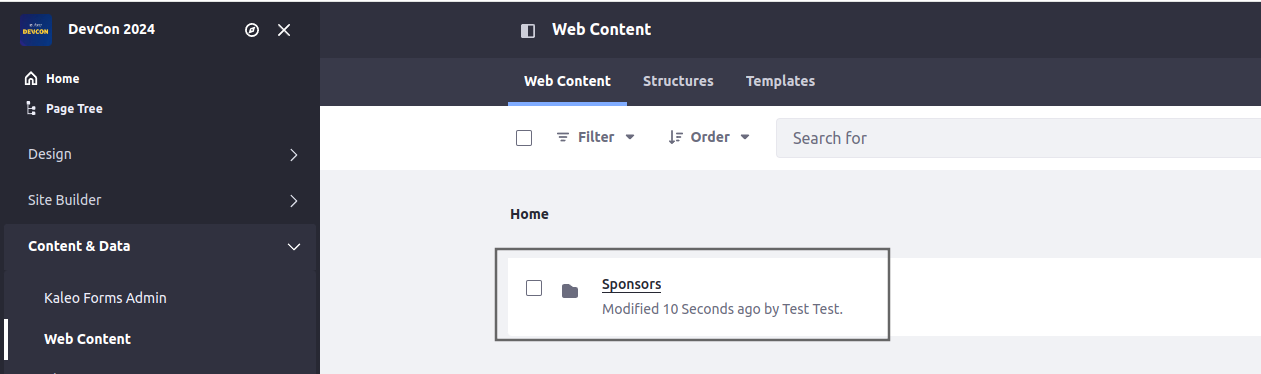 DEVCON
DevCon 2024
Home
Page Tree
Design
Site Builder
Content & Data
Kaleo Forms Admin
Web Content
Web Content
Web Content Structures Templates
Filter Order Search for
Home
Sponsors
Modified 10 Seconds ago by Test Test.